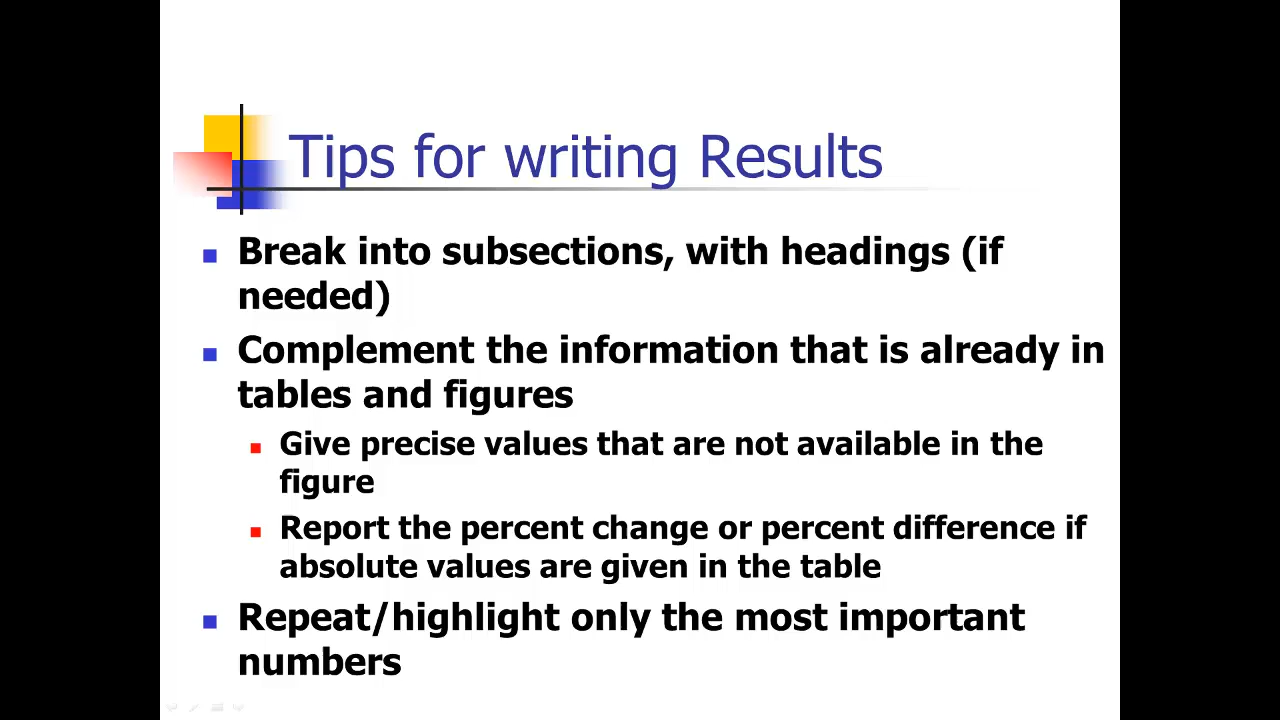 Tips for writing Results
Break into subsections, with headings (if
needed)
Complement the information that is already in
tables and figures
Give precise values that are not available in the
figure
Report the percent change or percent difference if
absolute values are given in the table
Repeat/highlight only the most important
numbers